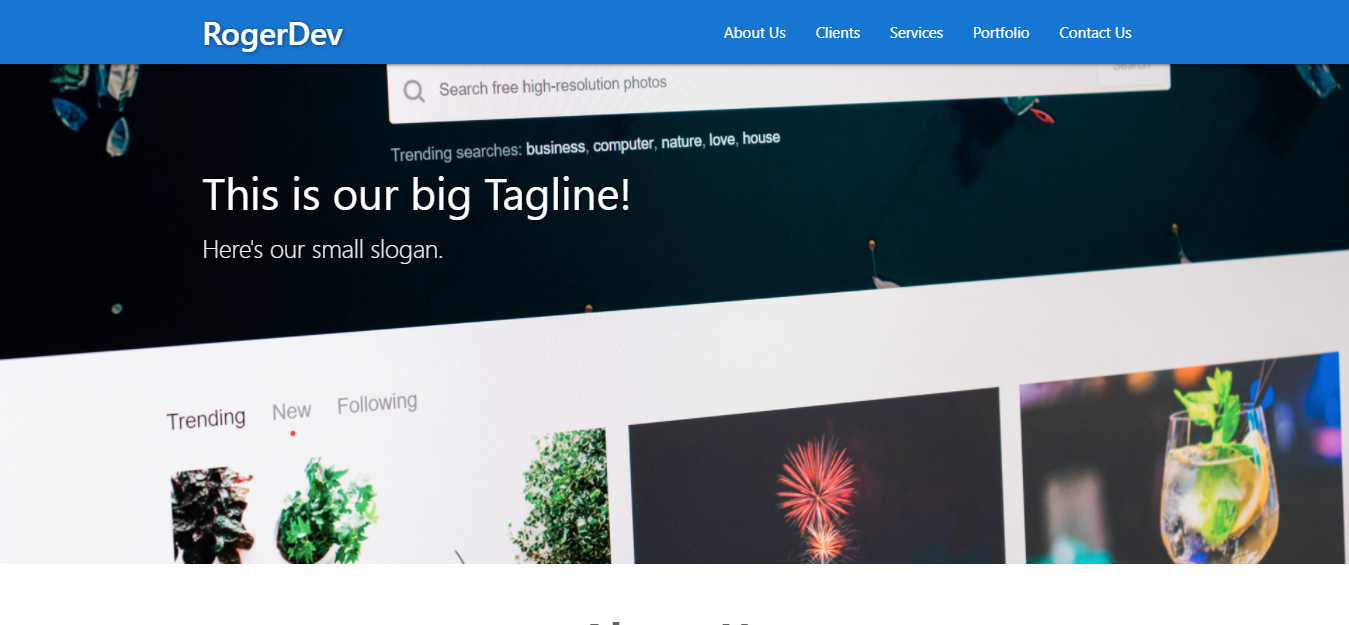 RogerDev
About Us Clients Services Portfolio Contact Us
Search free high-resolution photos
Search
Trending searches: business, computer, nature, love, house
This is our big Tagline!
Here's our small slogan.
Trending New Following